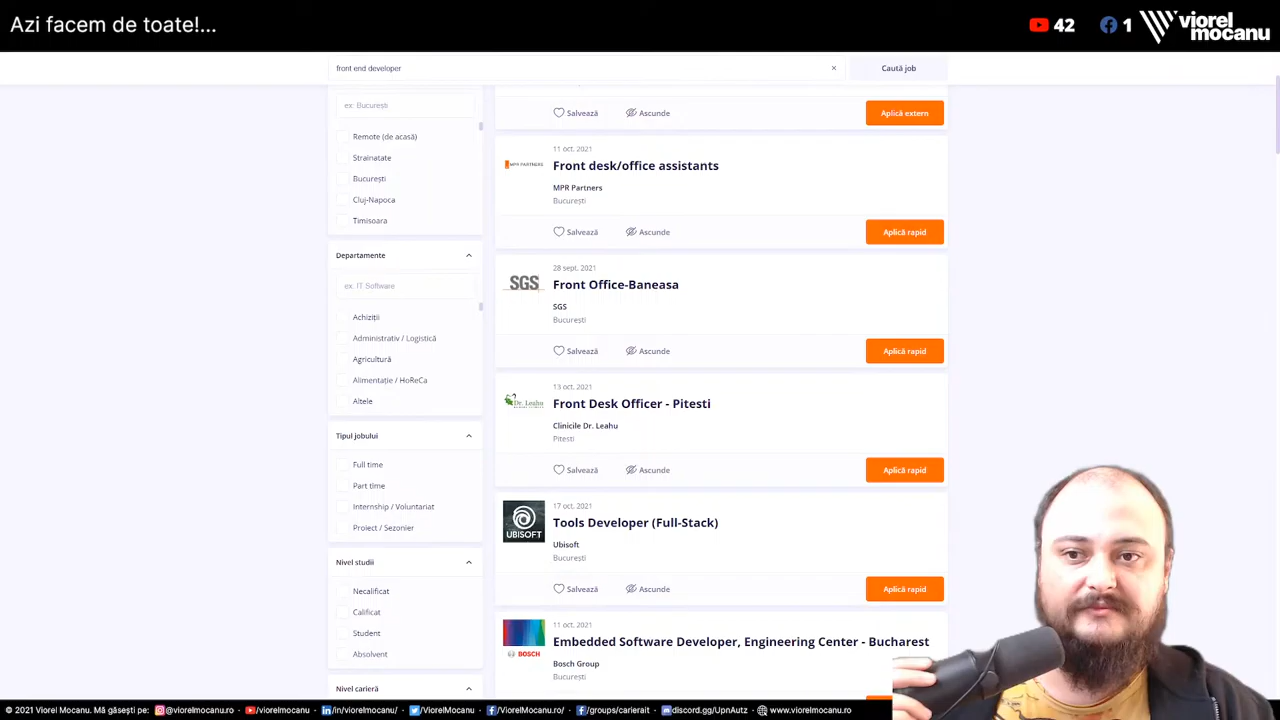 Azi facem de toate!...
42
1
viorel
mocanu
front end developer
×
Caută job
ex: București
Remote (de acasă)
Strainatate
București
Cluj-Napoca
Timisoara
Departamente
ex. IT Software
Achiziții
Administrativ / Logistică
Agricultură
Alimentație / HoReCa
Altele
Tipul jobului
Full time
Part time
Internship / Voluntariat
Proiect / Sezonier
Nivel studii
Necalificat
Calificat
Student
Absolvent
Nivel carieră
Salvează
Ascunde
Aplică extern
11 oct. 2021
MPR PARTNERS
Front desk/office assistants
MPR Partners
București
Salvează
Ascunde
Aplică rapid
28 sept. 2021
SGS
Front Office-Baneasa
SGS
București
Salvează
Ascunde
Aplică rapid
13 oct. 2021
Dr. Leahu
Front Desk Officer - Pitesti
Clinicile Dr. Leahu
Pitesti
Salvează
Ascunde
Aplică rapid
17 oct. 2021
UBISOFT
Tools Developer (Full-Stack)
Ubisoft
București
Salvează
Ascunde
Aplică rapid
11 oct. 2021
BOSCH
Embedded Software Developer, Engineering Center - Bucharest
Bosch Group
București
© 2021 Viorel Mocanu. Mă găsești pe: @viorelmocanu.ro /viorelmocanu /in/viorelmocanu/ /ViorelMocanu /ViorelMocanu.ro/ /groups/carierait discord.gg/UpnAutz www.viorelmocanu.ro